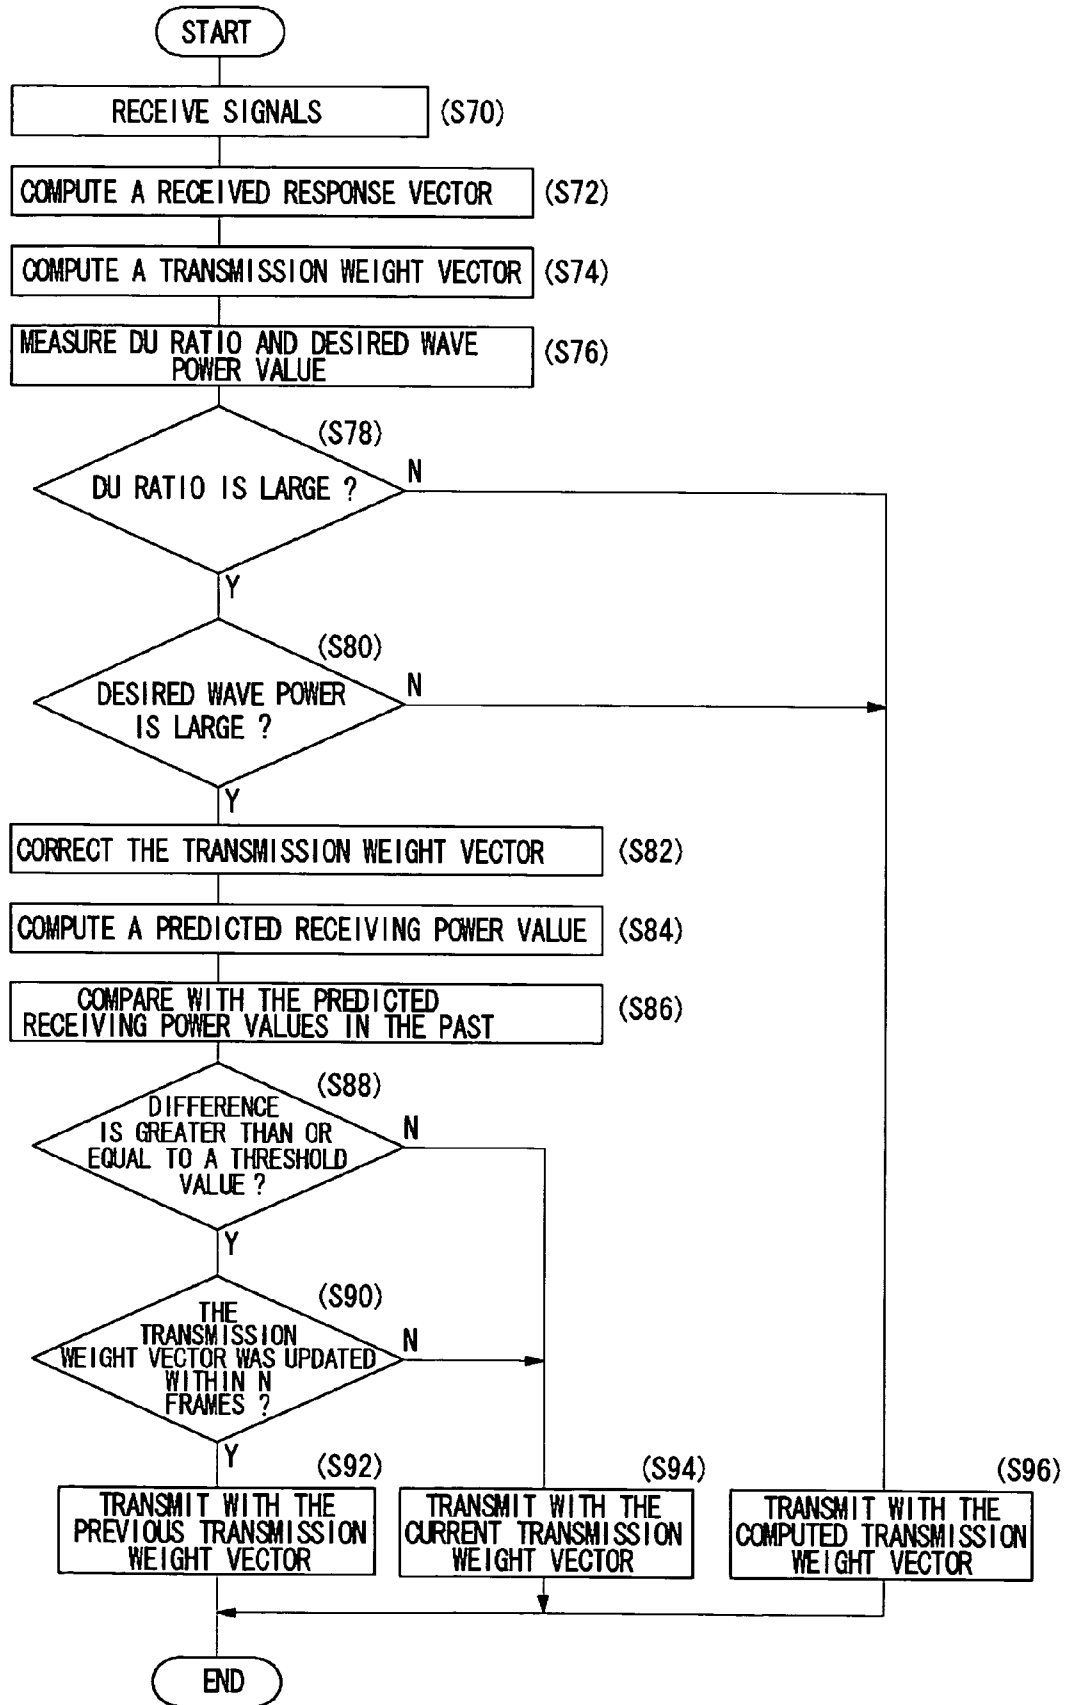 START
RECEIVE SIGNALS
(S70)
COMPUTE A RECEIVED RESPONSE VECTOR
(S72)
COMPUTE A TRANSMISSION WEIGHT VECTOR
(S74)
MEASURE DU RATIO AND DESIRED WAVE
POWER VALUE
(S76)
(S78)
DU RATIO IS LARGE ?
N
Y
(S80)
DESIRED WAVE POWER
IS LARGE ?
N
Y
CORRECT THE TRANSMISSION WEIGHT VECTOR
(S82)
COMPUTE A PREDICTED RECEIVING POWER VALUE
(S84)
COMPARE WITH THE PREDICTED
RECEIVING POWER VALUES IN THE PAST
(S86)
(S88)
DIFFERENCE
IS GREATER THAN OR
EQUAL TO A THRESHOLD
VALUE ?
N
Y
(S90)
THE
TRANSMISSION
WEIGHT VECTOR WAS UPDATED
WITHIN N
FRAMES ?
N
Y
(S92)
TRANSMIT WITH THE
PREVIOUS TRANSMISSION
WEIGHT VECTOR
(S94)
TRANSMIT WITH THE
CURRENT TRANSMISSION
WEIGHT VECTOR
(S96)
TRANSMIT WITH THE
COMPUTED TRANSMISSION
WEIGHT VECTOR
END